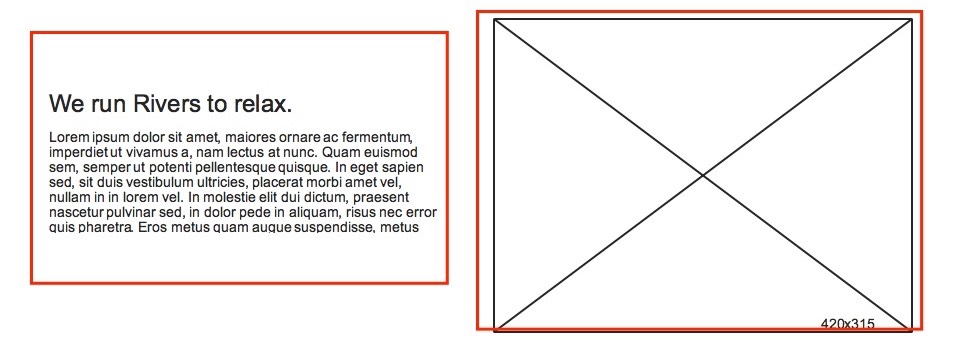 We run Rivers to relax.
Lorem ipsum dolor sit amet, maiores ornare ac fermentum,
imperdiet ut vivamus a, nam lectus at nunc. Quam euismod
sem, semper ut potenti pellentesque quisque. In eget sapien
sed, sit duis vestibulum ultricies, placerat morbi amet vel,
nullam in in lorem vel. In molestie elit dui dictum, praesent
nascetur pulvinar sed, in dolor pede in aliquam, risus nec error
quis pharetra. Eros metus quam augue suspendisse, metus
420x315